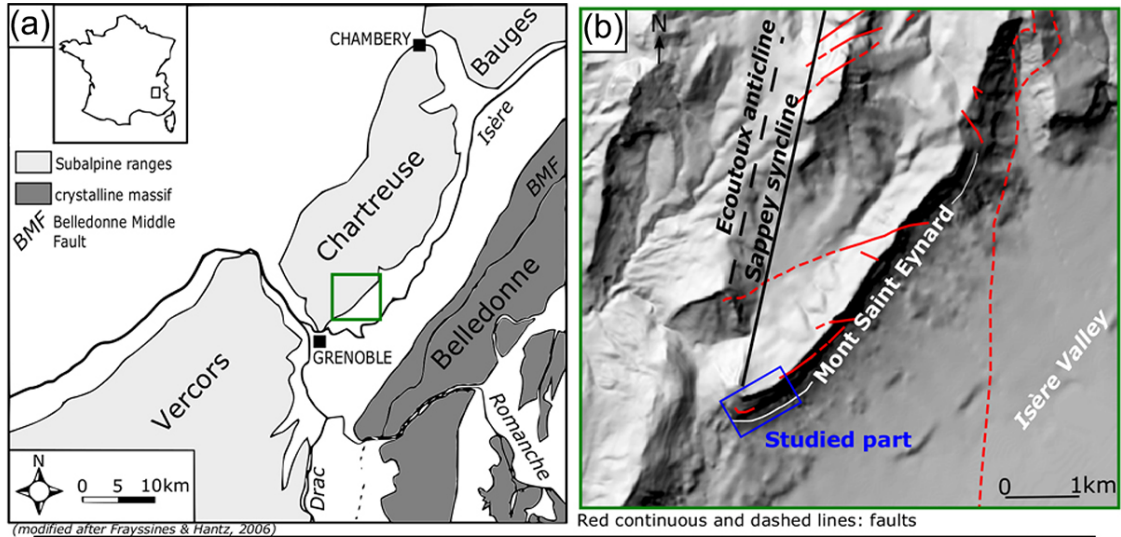 (a)
CHAMBERY
Bauges
Isère
Subalpine ranges
crystalline massif
BMF
Belledonne Middle
Fault
Chartreuse
BMF
GRENOBLE
Belledonne
Vercors
Romanche
Drac
N
0 5 10km
(modified after Frayssines & Hantz, 2006)
(b)
N
Ecoutoux anticline
Sappey syncline
Mont Saint Eynard
Isère Valley
Studied part
0 1km
Red continuous and dashed lines: faults